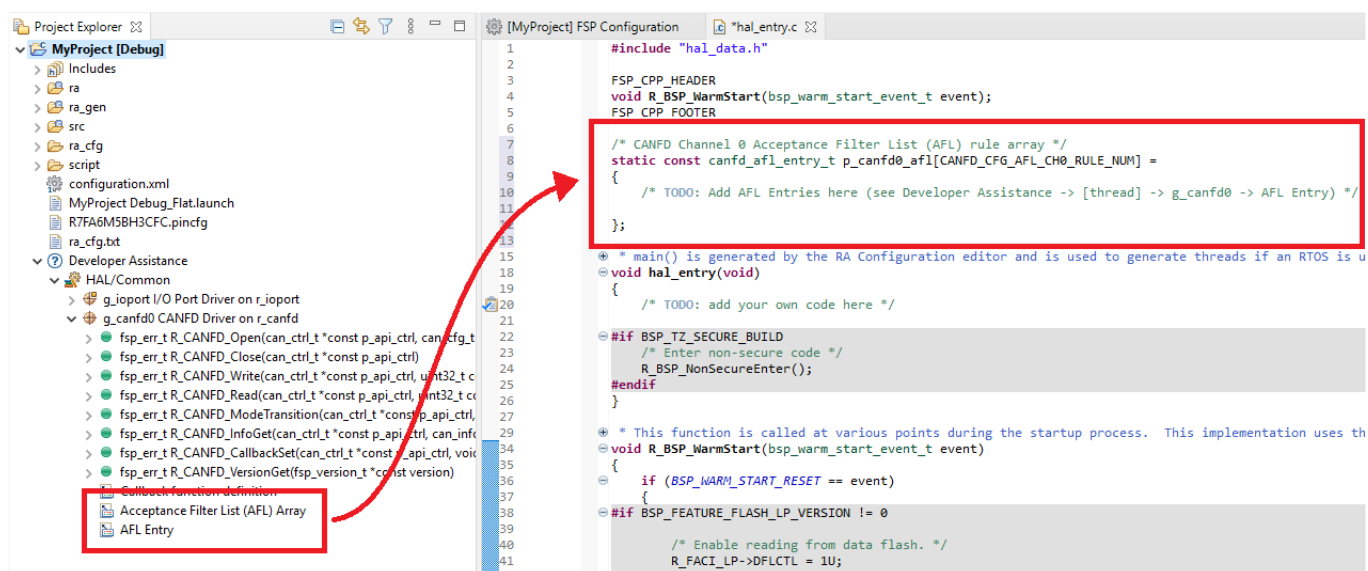 Project Explorer
MyProject [Debug]
Includes
ra
ra_gen
src
ra_cfg
script
configuration.xml
MyProject Debug_Flat.launch
R7FA6M5BH3CFC.pincfg
ra_cfg.txt
Developer Assistance
HAL/Common
g_ioport I/O Port Driver on r_ioport
g_canfd0 CANFD Driver on r_canfd
fsp_err_t R_CANFD_Open(can_ctrl_t *const p_api_ctrl, can_cfg_t
fsp_err_t R_CANFD_Close(can_ctrl_t *const p_api_ctrl)
fsp_err_t R_CANFD_Write(can_ctrl_t *const p_api_ctrl, uint32_t c
fsp_err_t R_CANFD_Read(can_ctrl_t *const p_api_ctrl, uint32_t co
fsp_err_t R_CANFD_ModeTransition(can_ctrl_t *const p_api_ctrl,
fsp_err_t R_CANFD_InfoGet(can_ctrl_t *const p_api_ctrl, can_info
fsp_err_t R_CANFD_CallbackSet(can_ctrl_t *const p_api_ctrl, void
fsp_err_t R_CANFD_VersionGet(fsp_version_t *const version)
Callback function definition
Acceptance Filter List (AFL) Array
AFL Entry
[MyProject] FSP Configuration
*hal_entry.c
1 #include "hal_data.h"
2
3 FSP_CPP_HEADER
4 void R_BSP_WarmStart(bsp_warm_start_event_t event);
5 FSP_CPP_FOOTER
6
7 /* CANFD Channel 0 Acceptance Filter List (AFL) rule array */
8 static const canfd_afl_entry_t p_canfd0_afl[CANFD_CFG_AFL_CH0_RULE_NUM] =
9 {
10 /* TODO: Add AFL Entries here (see Developer Assistance -> [thread] -> g_canfd0 -> AFL Entry) */
11
12 };
13
15 * main() is generated by the RA Configuration editor and is used to generate threads if an RTOS is u
18 void hal_entry(void)
19 {
20 /* TODO: add your own code here */
21
22 #if BSP_TZ_SECURE_BUILD
23 /* Enter non-secure code */
24 R_BSP_NonSecureEnter();
25 #endif
26 }
27
29 * This function is called at various points during the startup process.  This implementation uses th
34 void R_BSP_WarmStart(bsp_warm_start_event_t event)
35 {
36 if (BSP_WARM_START_RESET == event)
37 {
38 #if BSP_FEATURE_FLASH_LP_VERSION != 0
39
40 /* Enable reading from data flash. */
41 R_FACI_LP->DFLCTL = 1U;